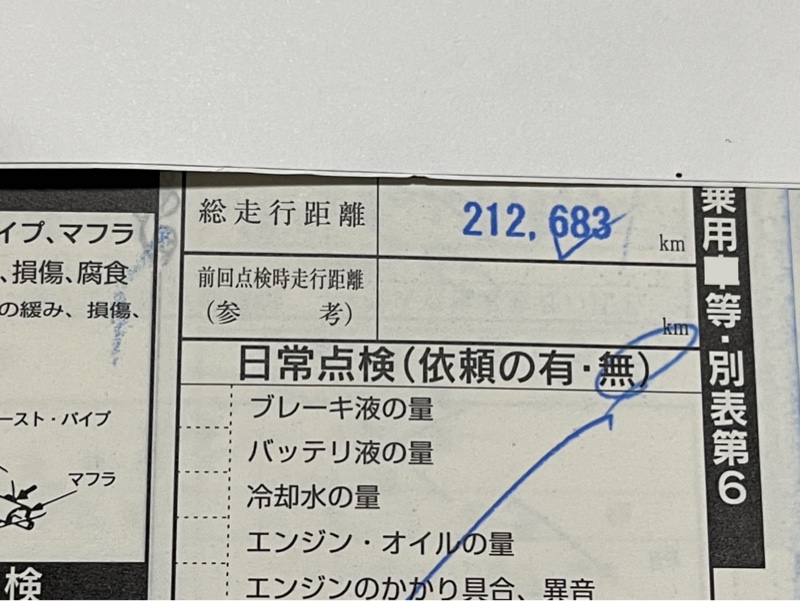 総走行距離
212,683
km
前回点検時走行距離
(参 考)
km
日常点検(依頼の有・無)
ブレーキ液の量
バッテリ液の量
冷却水の量
エンジン・オイルの量
エンジンのかかり具合、異音
イプ、マフラ
、損傷、腐食
の緩み、損傷、
ースト・パイプ
マフラ
検
乗用 等・別表第6